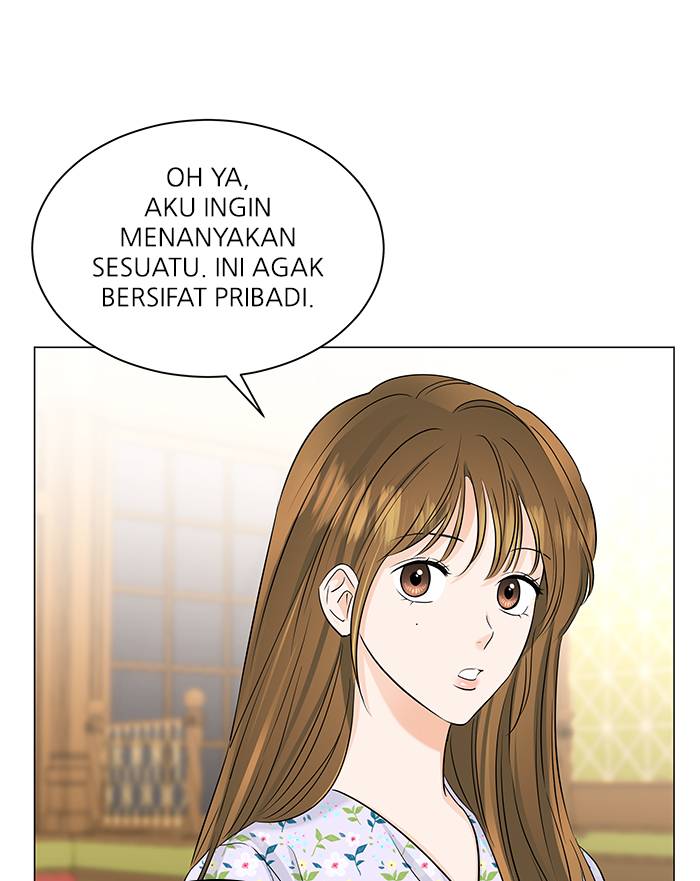 OH YA,
AKU INGIN
MENANYAKAN
SESUATU. INI AGAK
BERSIFAT PRIBADI.